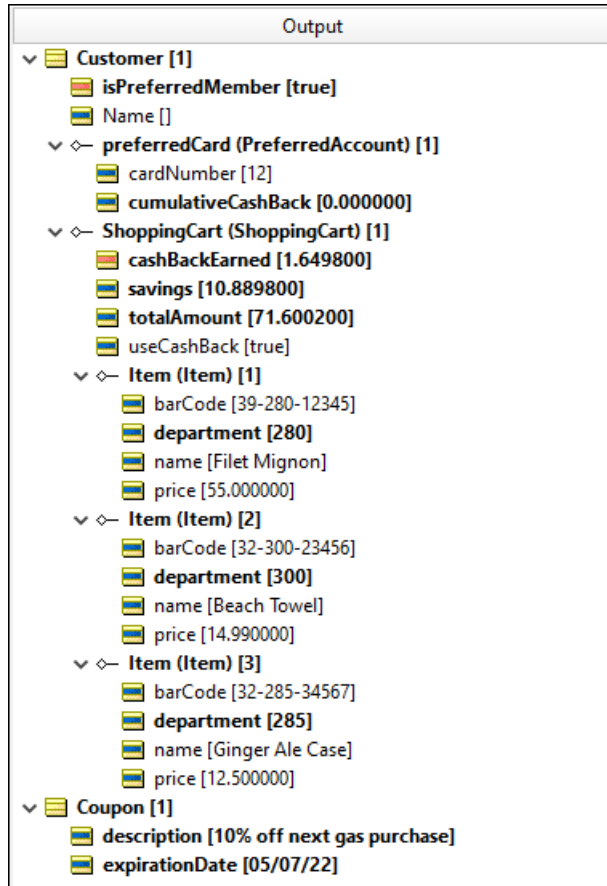 Output
Customer [1]
isPreferredMember [true]
Name []
preferredCard (PreferredAccount) [1]
cardNumber [12]
cumulativeCashBack [0.000000]
ShoppingCart (ShoppingCart) [1]
cashBackEarned [1.649800]
savings [10.889800]
totalAmount [71.600200]
useCashBack [true]
Item (Item) [1]
barCode [39-280-12345]
department [280]
name [Filet Mignon]
price [55.000000]
Item (Item) [2]
barCode [32-300-23456]
department [300]
name [Beach Towel]
price [14.990000]
Item (Item) [3]
barCode [32-285-34567]
department [285]
name [Ginger Ale Case]
price [12.500000]
Coupon [1]
description [10% off next gas purchase]
expirationDate [05/07/22]